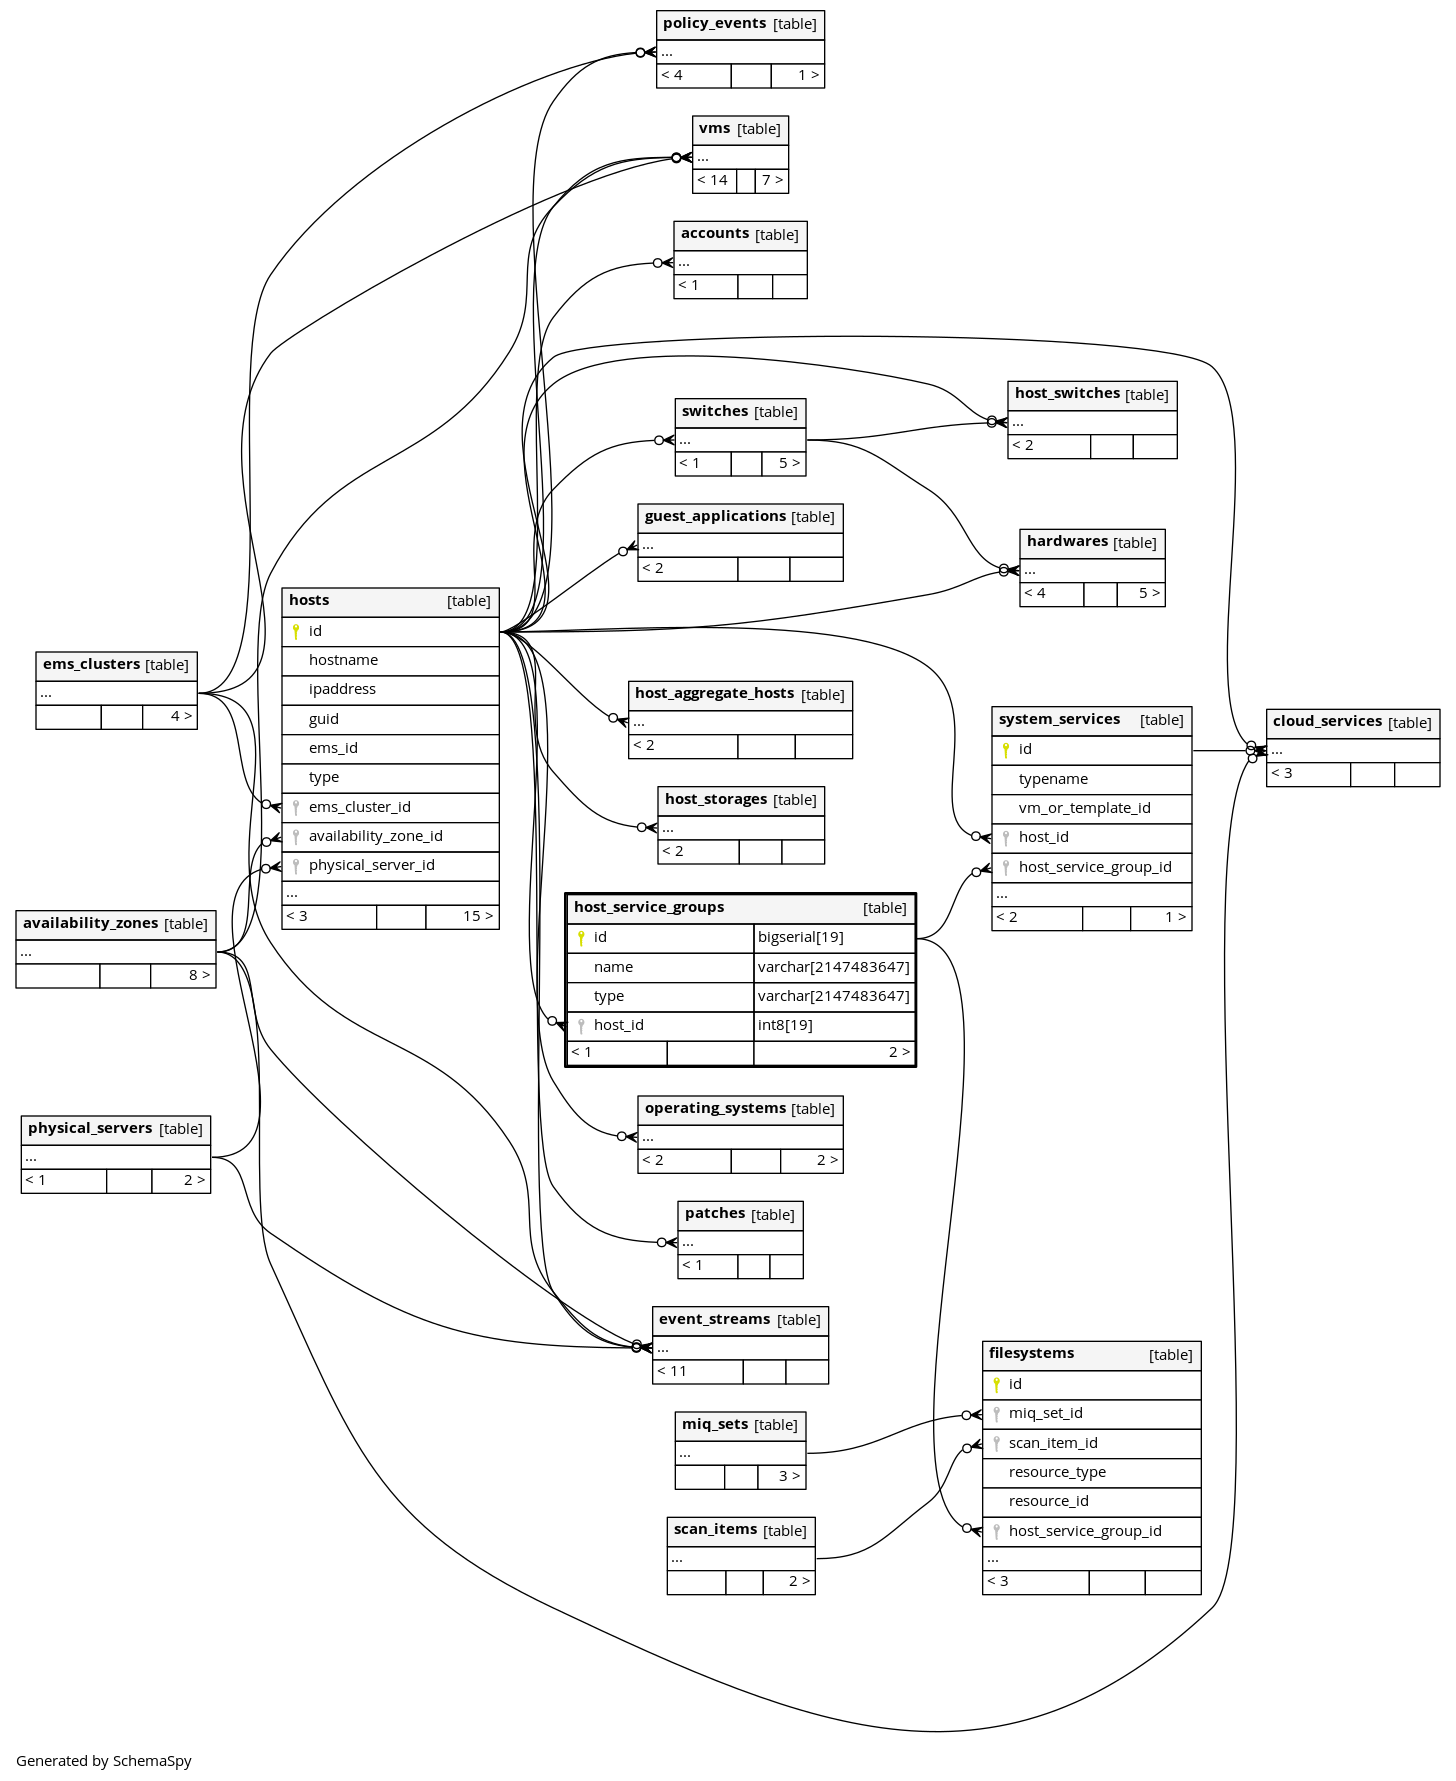 policy_events [table]
...
< 4 1 >
vms [table]
...
< 14 7 >
accounts [table]
...
< 1
switches [table]
...
< 1 5 >
host_switches [table]
...
< 2
guest_applications [table]
...
< 2
hardwares [table]
...
< 4 5 >
hosts [table]
id
hostname
ipaddress
guid
ems_id
type
ems_cluster_id
availability_zone_id
physical_server_id
...
< 3 15 >
ems_clusters [table]
...
4 >
host_aggregate_hosts [table]
...
< 2
system_services [table]
id
typename
vm_or_template_id
host_id
host_service_group_id
...
< 2 1 >
cloud_services [table]
...
< 3
host_storages [table]
...
< 2
host_service_groups [table]
id bigserial[19]
name varchar[2147483647]
type varchar[2147483647]
host_id int8[19]
< 1 2 >
availability_zones [table]
...
8 >
physical_servers [table]
...
< 1 2 >
operating_systems [table]
...
< 2 2 >
patches [table]
...
< 1
event_streams [table]
...
< 11
filesystems [table]
id
miq_set_id
scan_item_id
resource_type
resource_id
host_service_group_id
...
< 3
miq_sets [table]
...
3 >
scan_items [table]
...
2 >
Generated by SchemaSpy